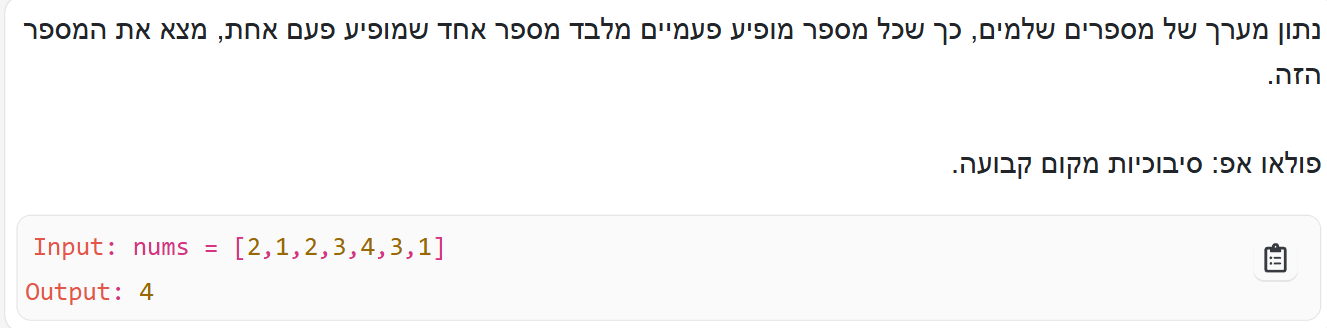 נתון מערך של מספרים שלמים, כך שכל מספר מופיע פעמיים מלבד מספר אחד שמופיע פעם אחת, מצא את המספר
הזה.
פולאו אפ: סיבוכיות מקום קבועה.
Input: nums = [2,1,2,3,4,3,1]
Output: 4